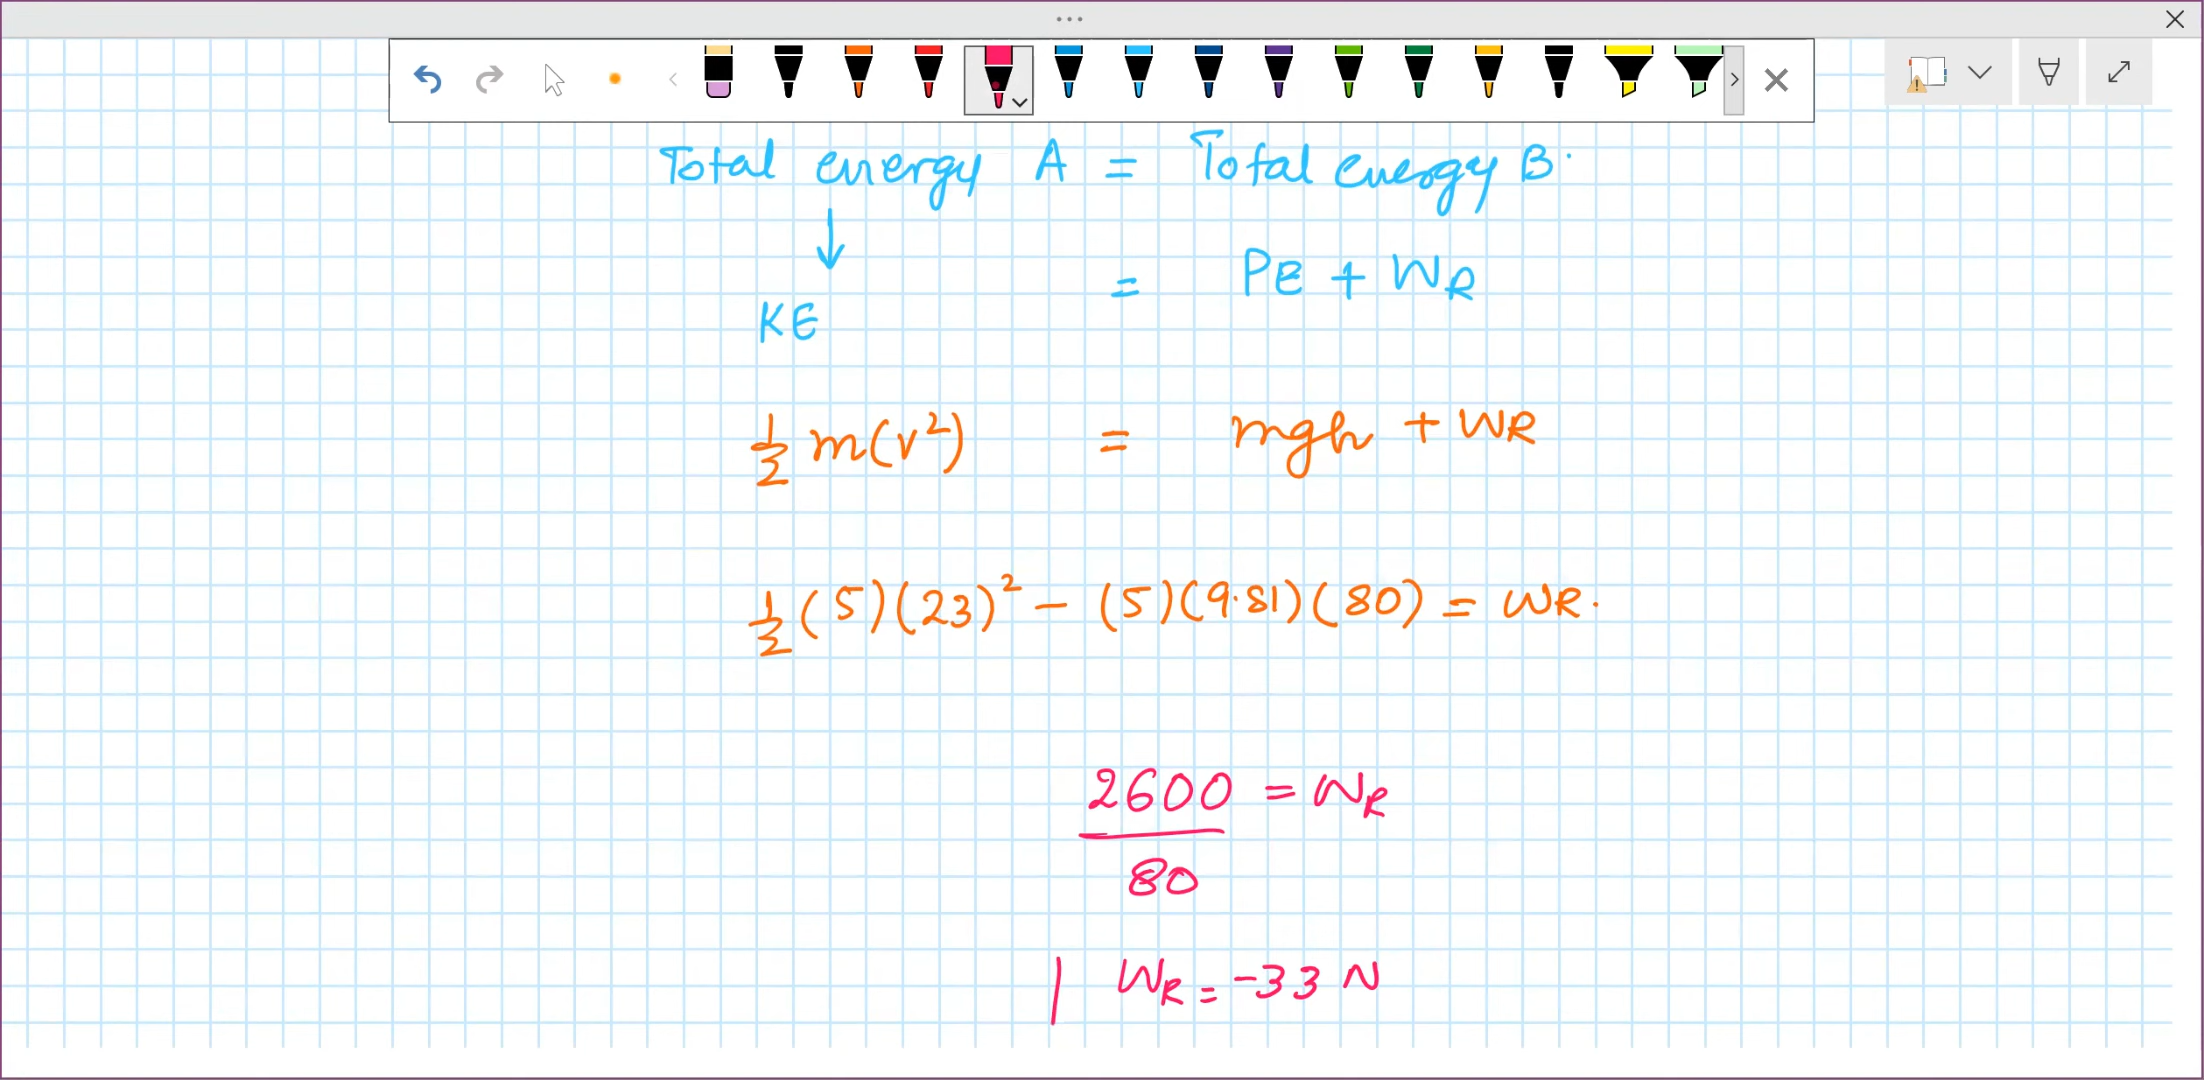 Total energy A = Total energy B.
↓
= PE + WR
KE
1/2 m(v²) = mgh + WR
1/2 (5)(23)² - (5)(9.81)(80) = WR.
2600 = WR
80
| WR = -33 N